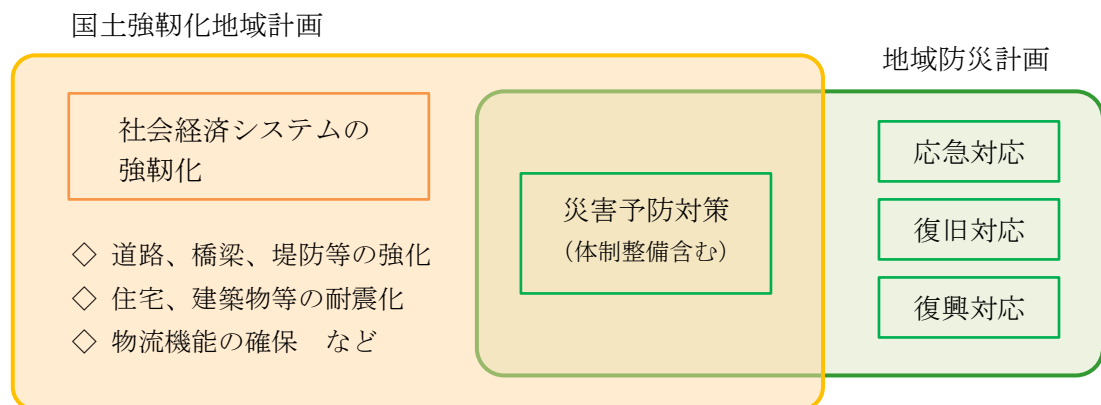 国土強靭化地域計画
地域防災計画
社会経済システムの
強靭化
◇ 道路、橋梁、堤防等の強化
◇ 住宅、建築物等の耐震化
◇ 物流機能の確保　など
災害予防対策
（体制整備含む）
応急対応
復旧対応
復興対応